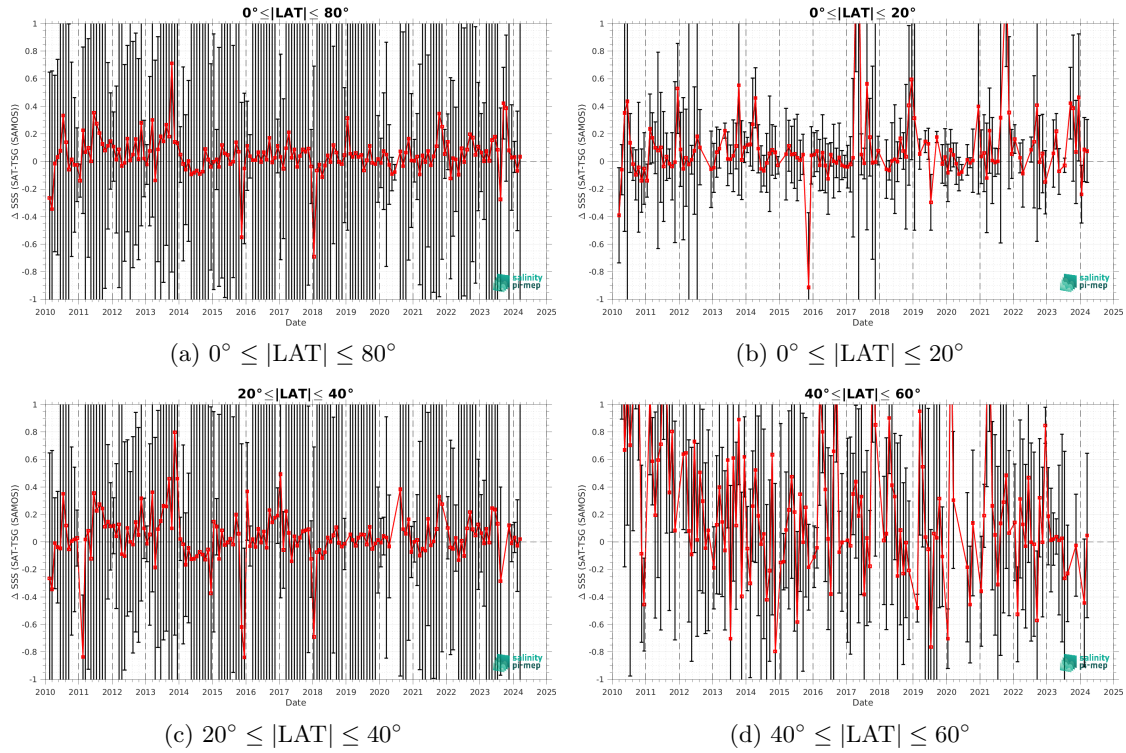 0°≤|LAT|≤ 80°
Δ SSS (SAT-TSG (SAMOS))
1
0.8
0.6
0.4
0.2
0
-0.2
-0.4
-0.6
-0.8
-1
2010 2011 2012 2013 2014 2015 2016 2017 2018 2019 2020 2021 2022 2023 2024 2025
Date
salinity
pi-mep
(a) 0° ≤ |LAT| ≤ 80°
0°≤|LAT|≤ 20°
Δ SSS (SAT-TSG (SAMOS))
1
0.8
0.6
0.4
0.2
0
-0.2
-0.4
-0.6
-0.8
-1
2010 2011 2012 2013 2014 2015 2016 2017 2018 2019 2020 2021 2022 2023 2024 2025
Date
salinity
pi-mep
(b) 0° ≤ |LAT| ≤ 20°
20°≤|LAT|≤ 40°
Δ SSS (SAT-TSG (SAMOS))
1
0.8
0.6
0.4
0.2
0
-0.2
-0.4
-0.6
-0.8
-1
2010 2011 2012 2013 2014 2015 2016 2017 2018 2019 2020 2021 2022 2023 2024 2025
Date
salinity
pi-mep
(c) 20° ≤ |LAT| ≤ 40°
40°≤|LAT|≤ 60°
Δ SSS (SAT-TSG (SAMOS))
1
0.8
0.6
0.4
0.2
0
-0.2
-0.4
-0.6
-0.8
-1
2010 2011 2012 2013 2014 2015 2016 2017 2018 2019 2020 2021 2022 2023 2024 2025
Date
salinity
pi-mep
(d) 40° ≤ |LAT| ≤ 60°